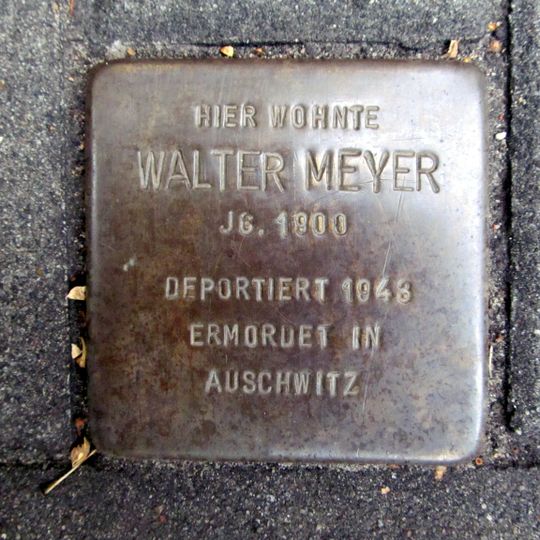 HIER WOHNTE
WALTER MEYER
JG. 1900
DEPORTIERT 1943
ERMORDET IN
AUSCHWITZ